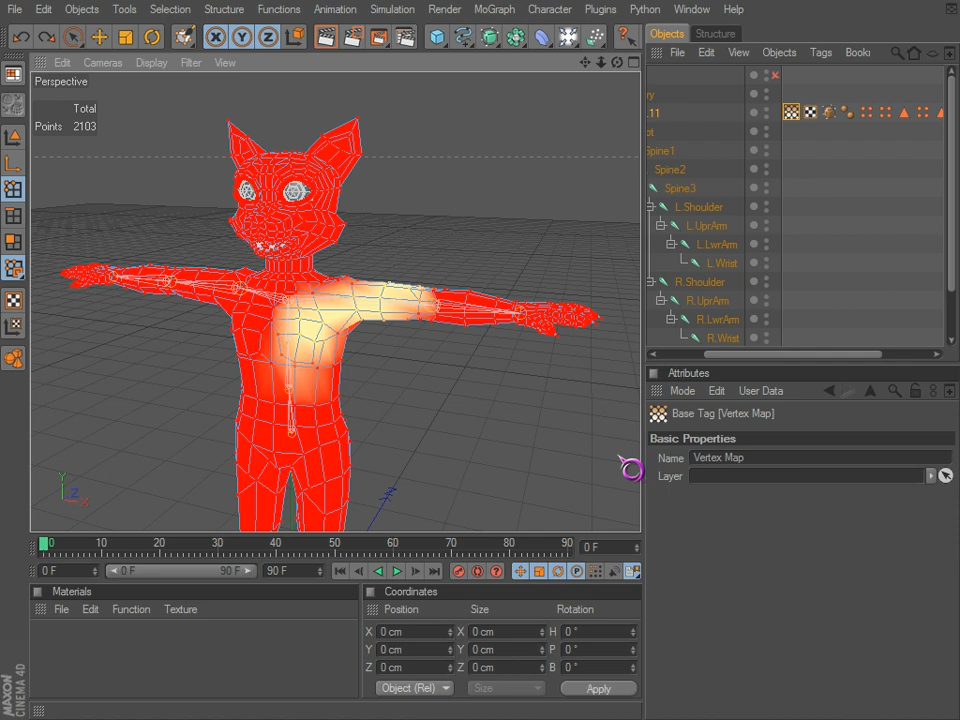 File Edit Objects Tools Selection Structure Functions Animation Simulation Render MoGraph Character Plugins Python Window Help
Edit Cameras Display Filter View
Perspective
Total
Points 2103
Y
Z
X
Objects Structure
File Edit View Objects Tags Booki
ry
.11
ot
Spine1
Spine2
Spine3
L.Shoulder
L.UprArm
L.LwrArm
L.Wrist
R.Shoulder
R.UprArm
R.LwrArm
R.Wrist
Attributes
Mode Edit User Data
Base Tag [Vertex Map]
Basic Properties
Name Vertex Map
Layer
0 10 20 30 40 50 60 70 80 90 0 F
0 F 0 F 90 F 90 F
Materials
File Edit Function Texture
Coordinates
Position Size Rotation
X 0 cm X 0 cm H 0 °
Y 0 cm Y 0 cm P 0 °
Z 0 cm Z 0 cm B 0 °
Object (Rel) Size Apply
MAXON
CINEMA 4D